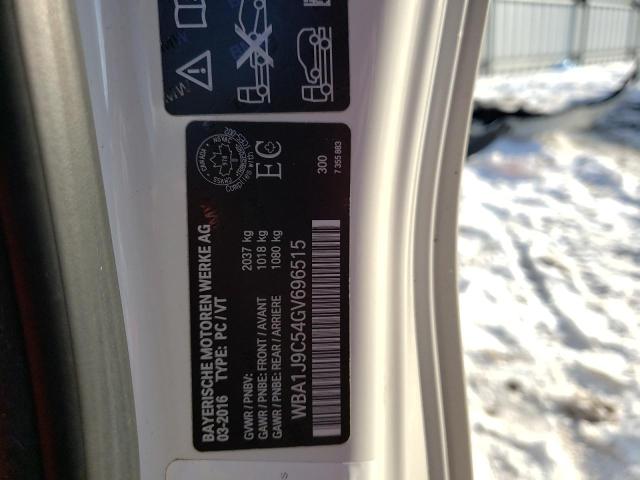 BAYERISCHE MOTOREN WERKE AG
03-2016 TYPE: PC / VT
GVWR / PNBV: 2037 kg
GAWR / PNBE: FRONT / AVANT 1018 kg
GAWR / PNBE: REAR / ARRIERE 1080 kg
WBA1J9C54GV696515
CANADA
EC
300
7 355 883